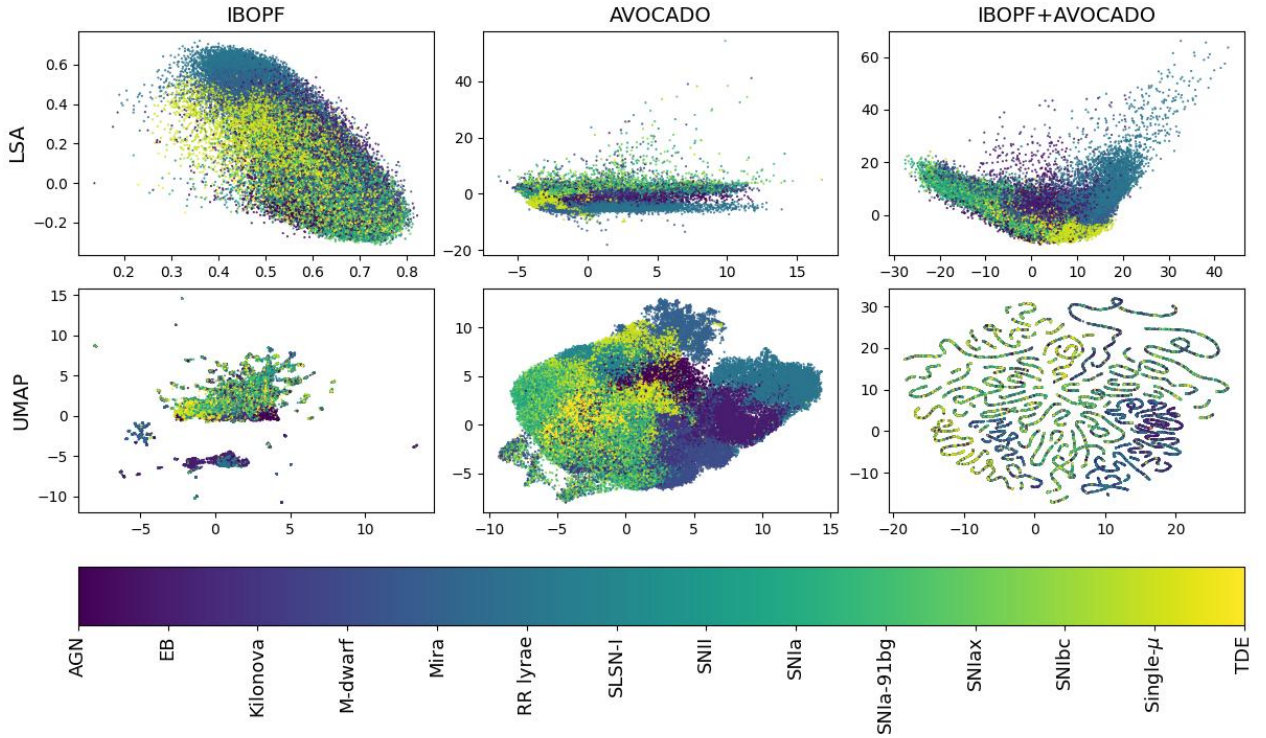 IBOPF AVOCADO IBOPF+AVOCADO
LSA
0.6 0.4 0.2 0.0 −0.2
0.2 0.3 0.4 0.5 0.6 0.7 0.8
40 20 0 −20
−5 0 5 10 15
60 40 20 0
−30 −20 −10 0 10 20 30 40
UMAP
15 10 5 0 −5 −10
−5 0 5 10
10 5 0 −5
−10 −5 0 5 10 15
30 20 10 0 −10
−20 −10 0 10 20
AGN
EB
Kilonova
M-dwarf
Mira
RR lyrae
SLSN-I
SNII
SNIa
SNIa-91bg
SNIax
SNIbc
Single-μ
TDE